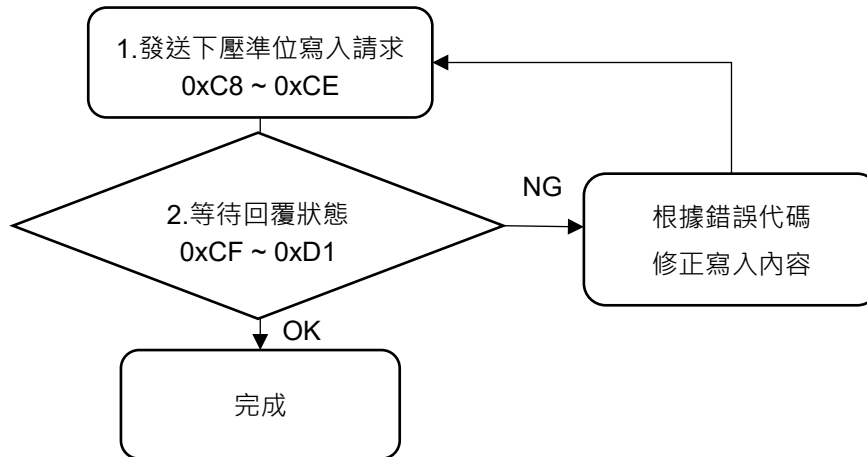 1.發送下壓準位寫入請求
0xC8 ~ 0xCE
2.等待回覆狀態
0xCF ~ 0xD1
NG
根據錯誤代碼
修正寫入內容
OK
完成